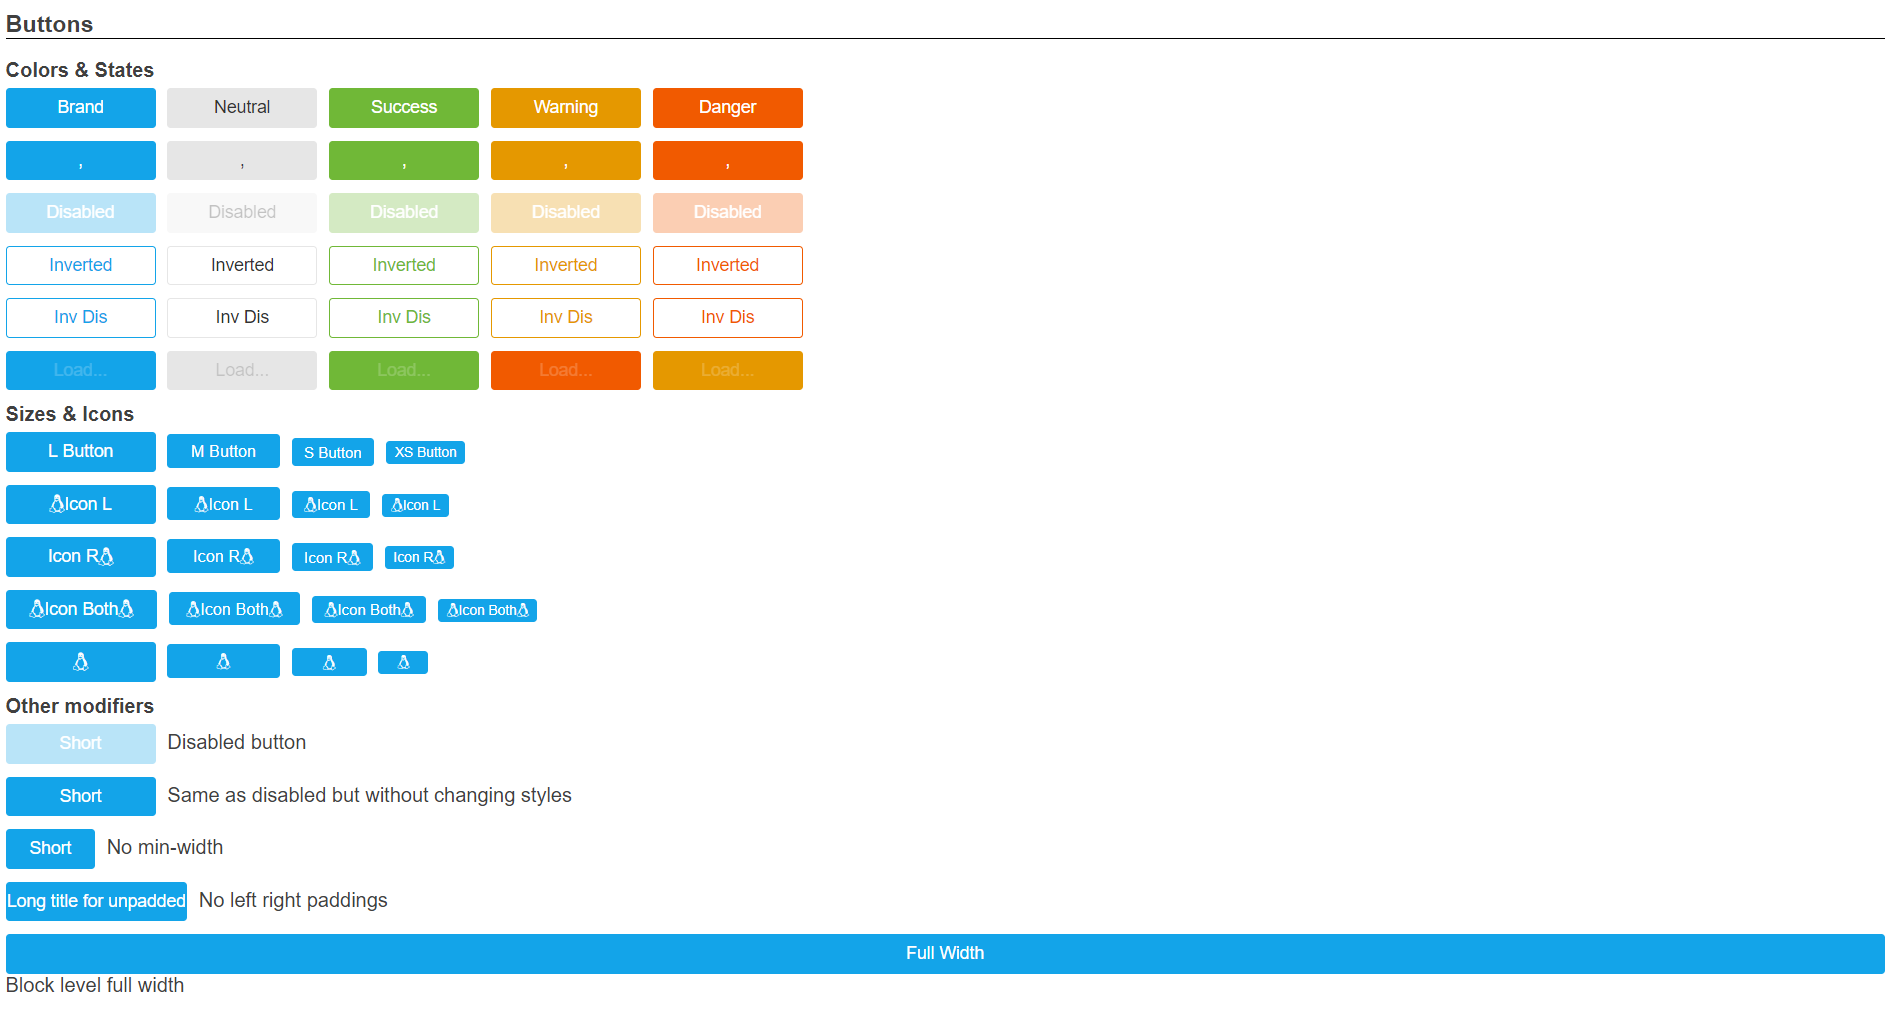 Buttons
Colors & States
Brand Neutral Success Warning Danger
, , , , ,
Disabled Disabled Disabled Disabled Disabled
Inverted Inverted Inverted Inverted Inverted
Inv Dis Inv Dis Inv Dis Inv Dis Inv Dis
Load... Load... Load... Load... Load...
Sizes & Icons
L Button M Button S Button XS Button
Icon L Icon L Icon L Icon L
Icon R Icon R Icon R Icon R
Icon Both Icon Both Icon Both Icon Both
Other modifiers
Short Disabled button
Short Same as disabled but without changing styles
Short No min-width
Long title for unpadded No left right paddings
Full Width
Block level full width